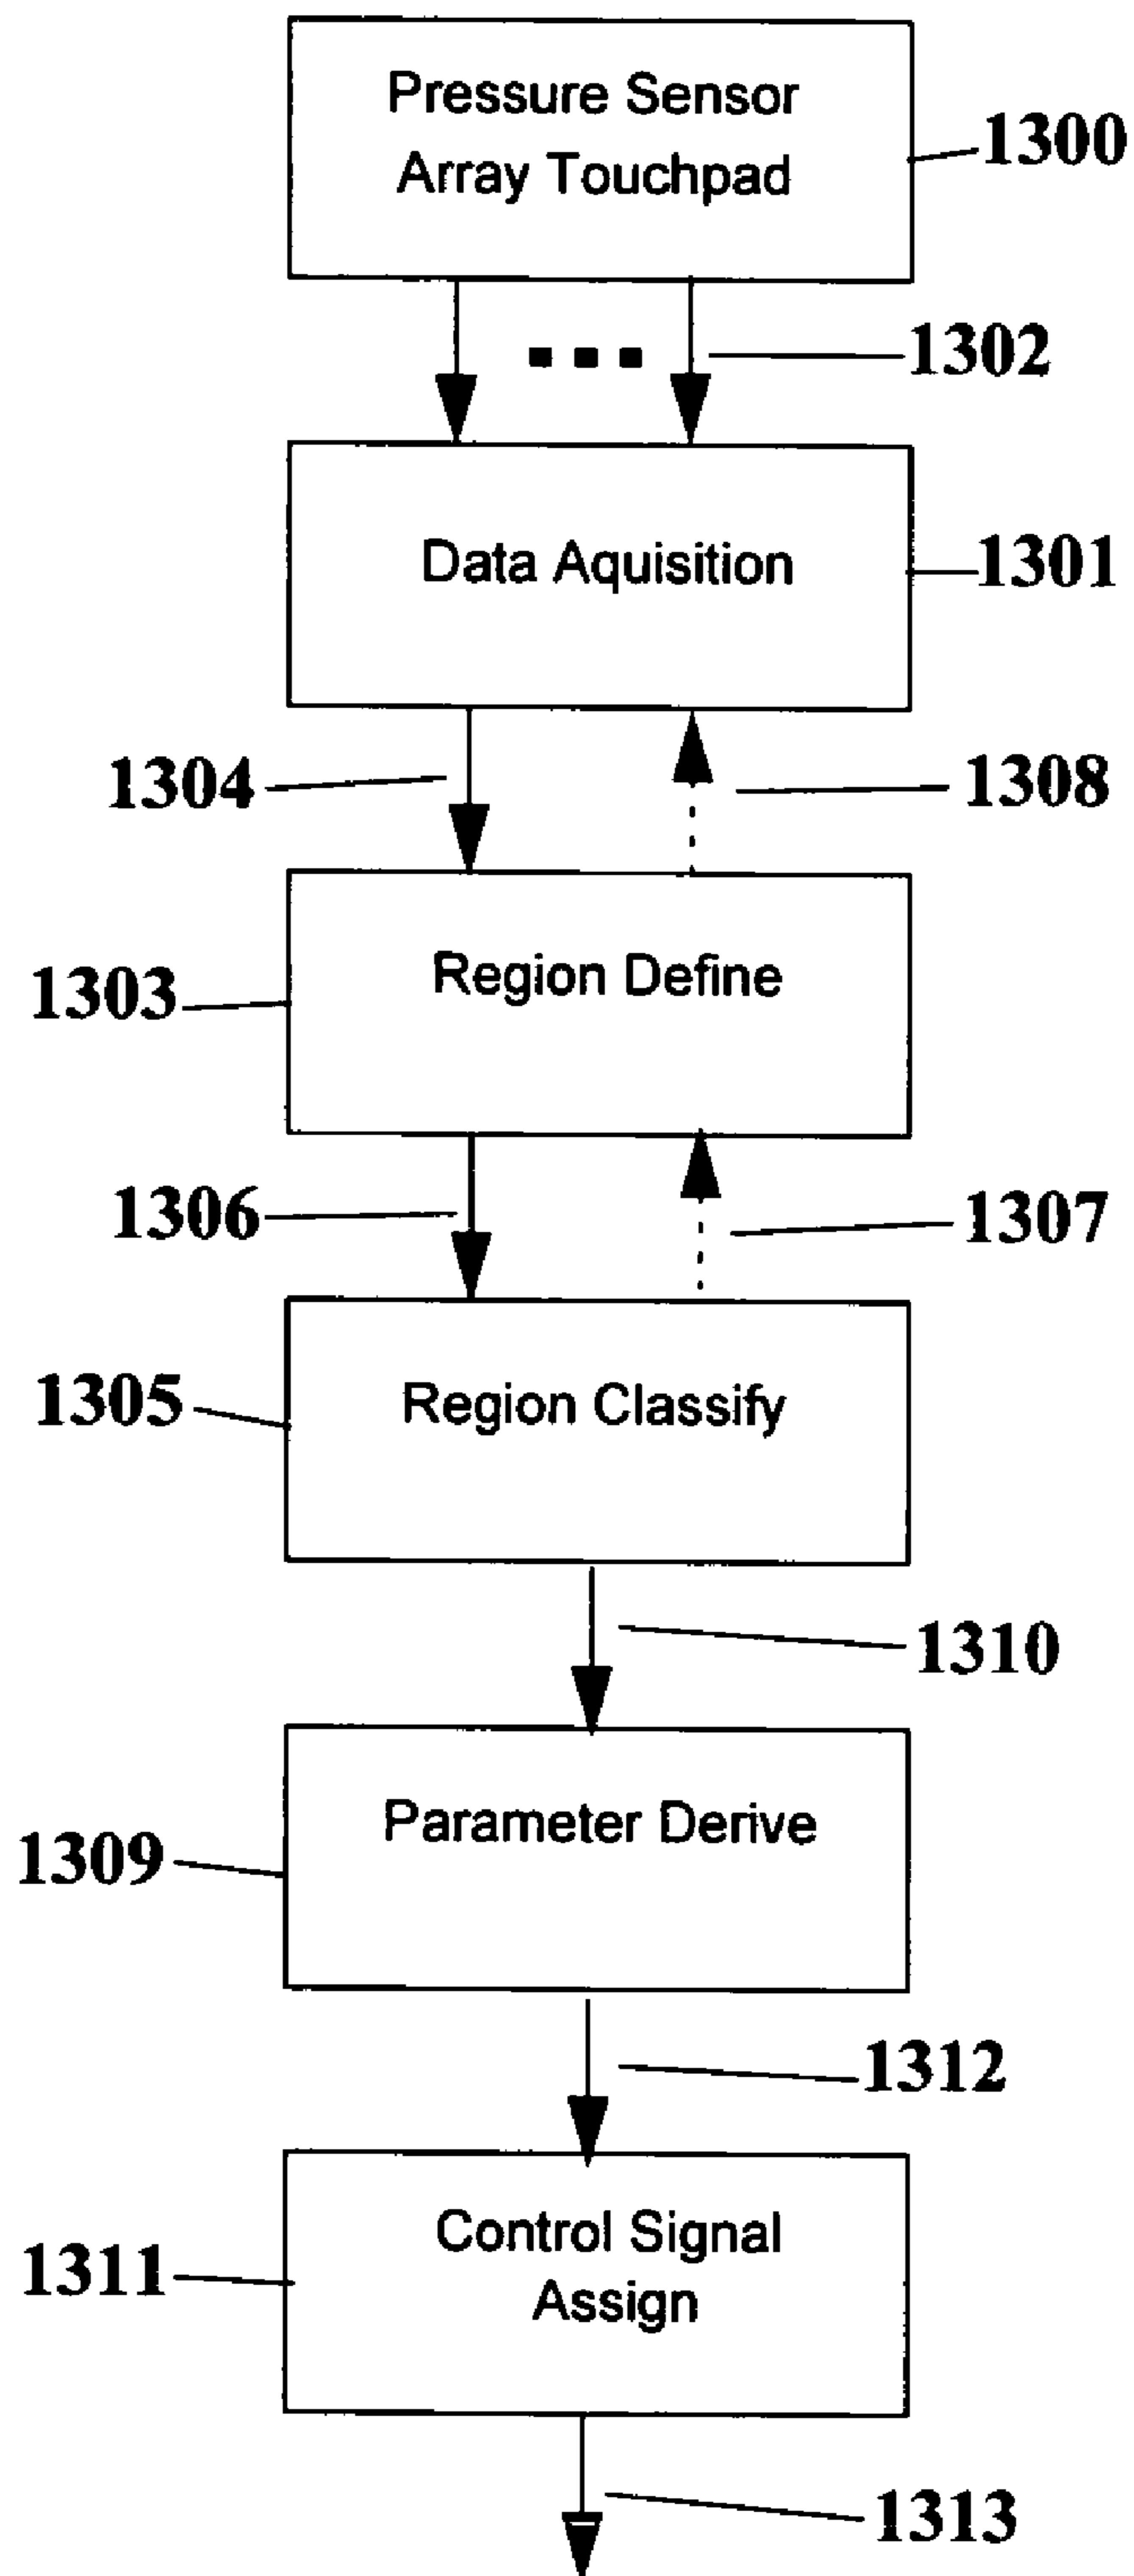 Pressure Sensor
Array Touchpad
1300
1302
Data Aquisition
1301
1304
1308
Region Define
1303
1306
1307
Region Classify
1305
1310
Parameter Derive
1309
1312
Control Signal
Assign
1311
1313